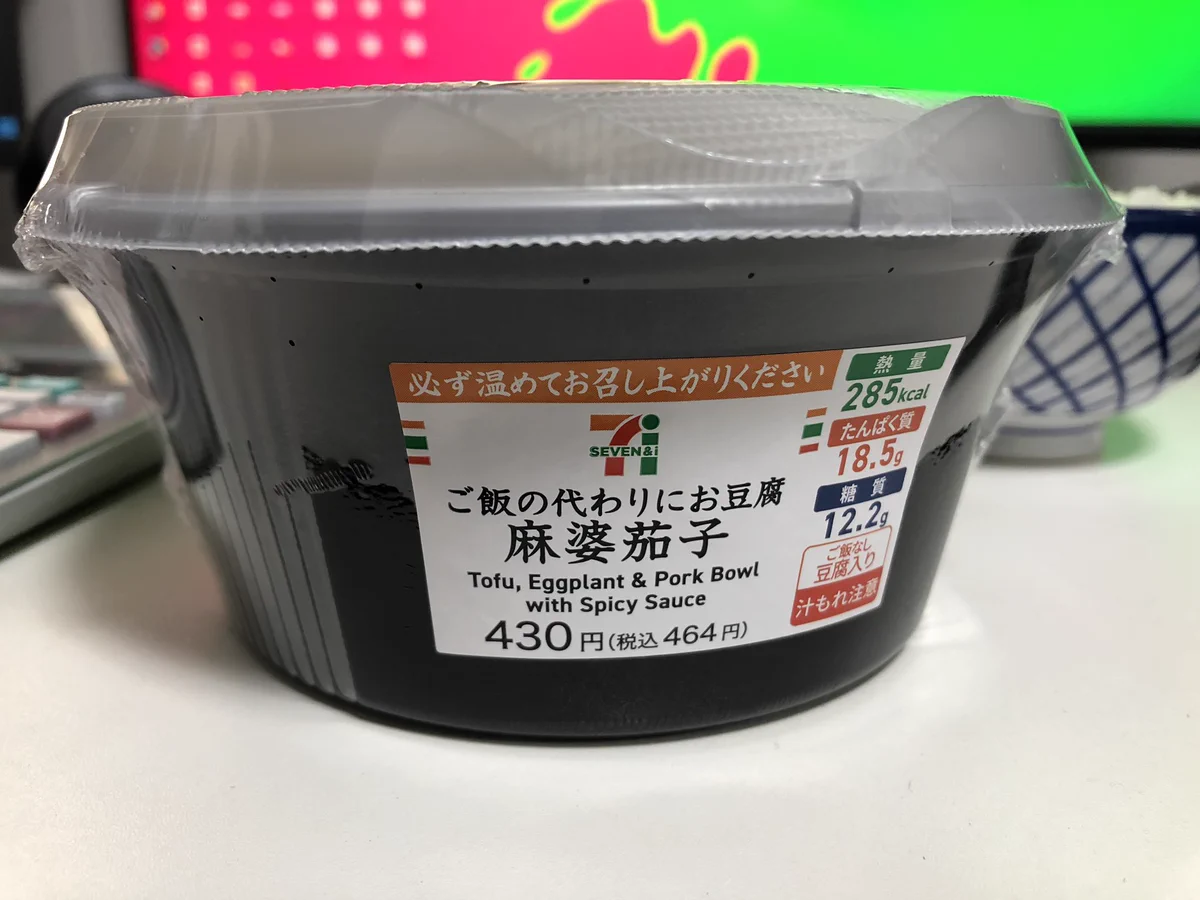 必ず温めてお召し上がりください
SEVEN&i
ご飯の代わりにお豆腐
麻婆茄子
Tofu, Eggplant & Pork Bowl
with Spicy Sauce
430円(税込464円)
熱量
285kcal
たんぱく質
18.5g
糖質
12.2g
ご飯なし
豆腐入り
汁もれ注意